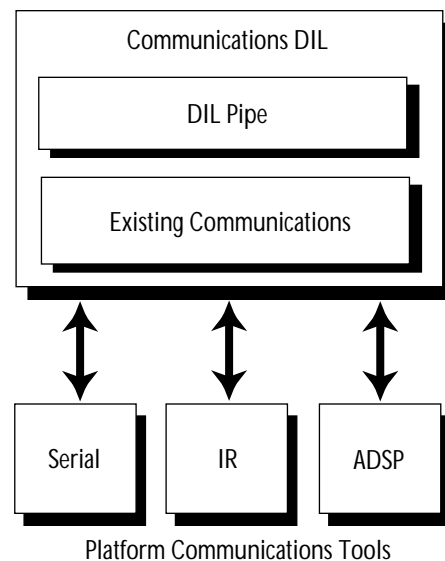 Communications DIL
DIL Pipe
Existing Communications
Serial
IR
ADSP
Platform Communications Tools